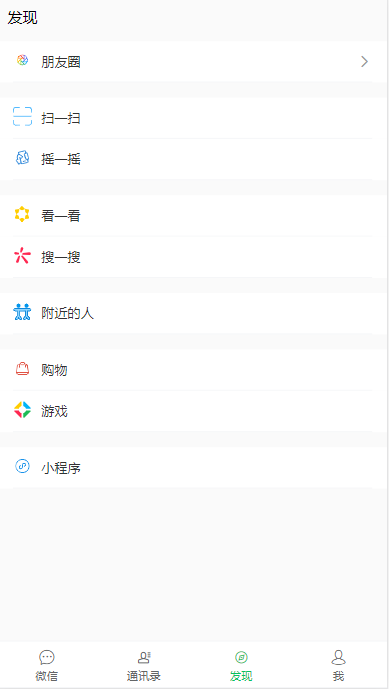 发现
朋友圈
扫一扫
摇一摇
看一看
搜一搜
附近的人
购物
游戏
小程序
微信 通讯录 发现 我